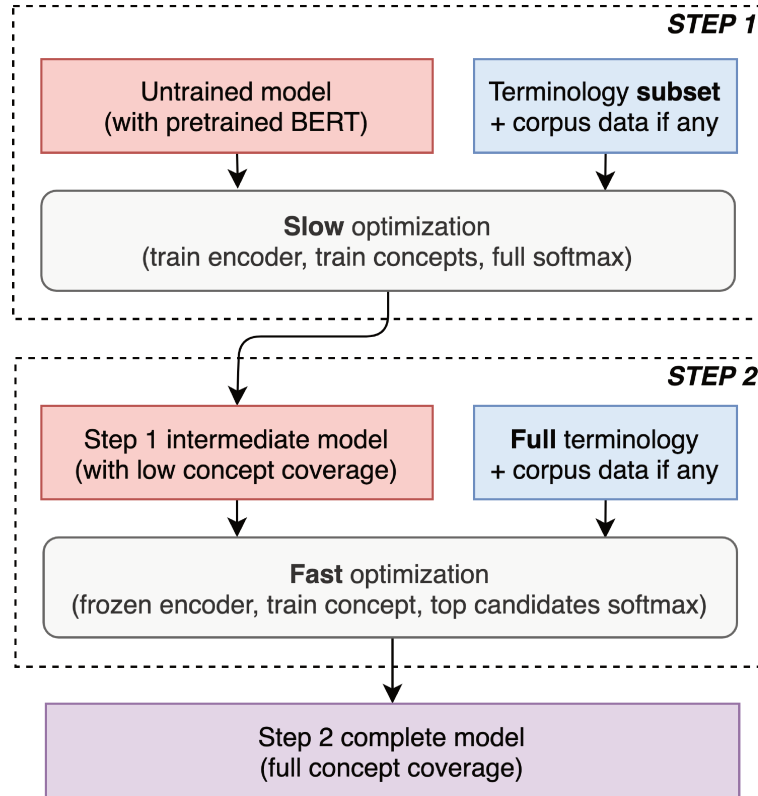 STEP 1
Untrained model
(with pretrained BERT)
Terminology subset
+ corpus data if any
Slow optimization
(train encoder, train concepts, full softmax)
STEP 2
Step 1 intermediate model
(with low concept coverage)
Full terminology
+ corpus data if any
Fast optimization
(frozen encoder, train concept, top candidates softmax)
Step 2 complete model
(full concept coverage)